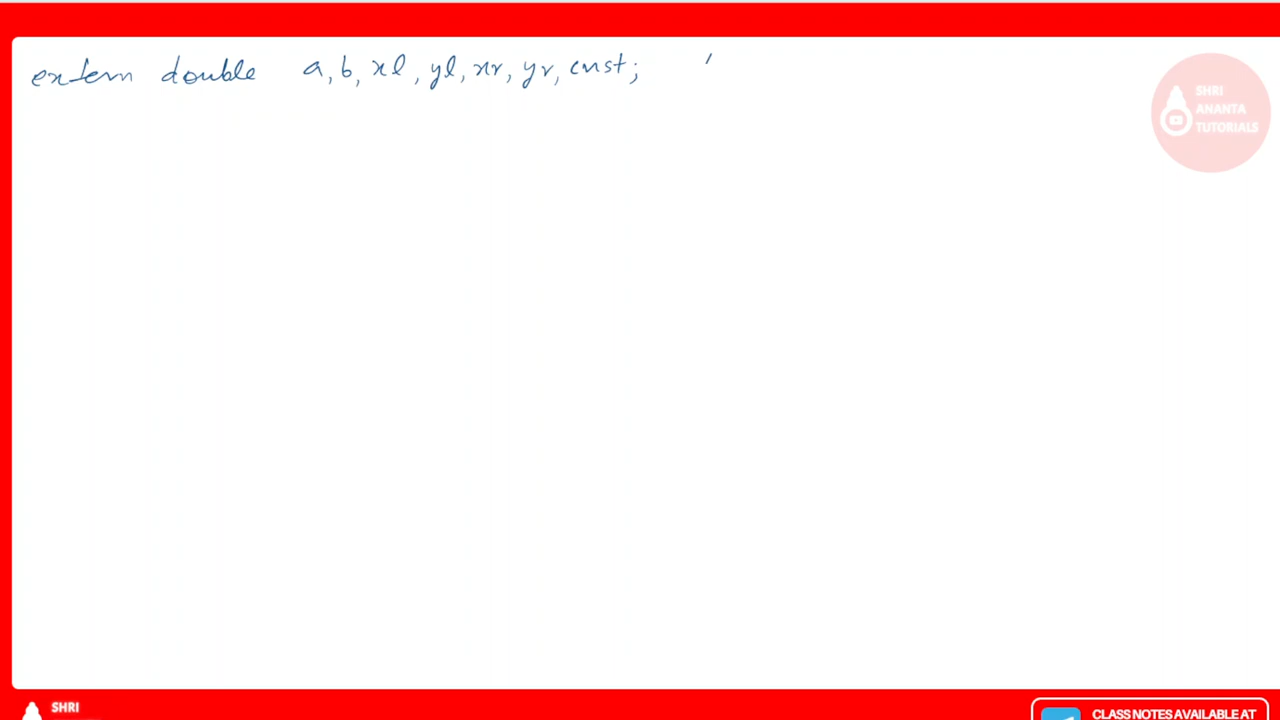 extern double a, b, xl, yl, xr, yr, cnst;
SHRI
ANANTA
TUTORIALS
SHRI
CLASS NOTES AVAILABLE AT